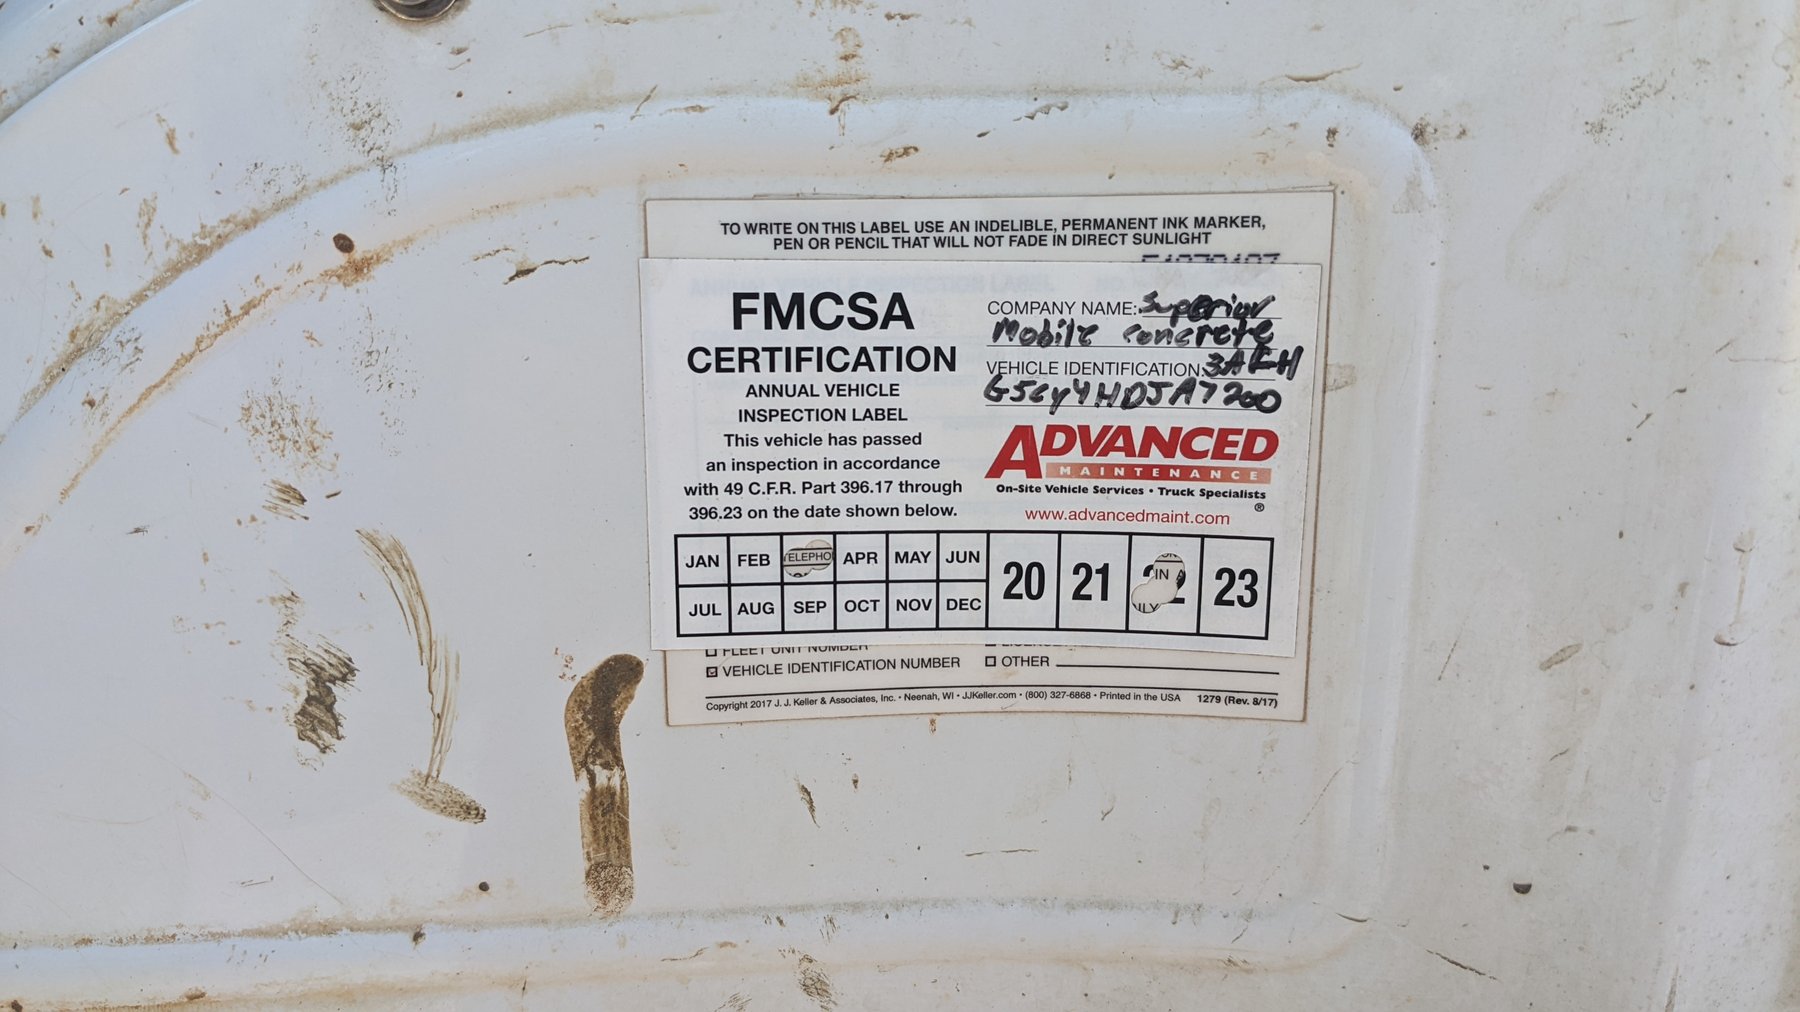 TO WRITE ON THIS LABEL USE AN INDELIBLE, PERMANENT INK MARKER,
PEN OR PENCIL THAT WILL NOT FADE IN DIRECT SUNLIGHT
FMCSA
CERTIFICATION
ANNUAL VEHICLE
INSPECTION LABEL
This vehicle has passed
an inspection in accordance
with 49 C.F.R. Part 396.17 through
396.23 on the date shown below.
COMPANY NAME: Superior
Mobile concrete
VEHICLE IDENTIFICATION: 3AKH
G5cy4HDJA7200
ADVANCED
MAINTENANCE
On-Site Vehicle Services • Truck Specialists
®
www.advancedmaint.com
JAN FEB TELEPHO APR MAY JUN
JUL AUG SEP OCT NOV DEC
20 21 IN 23
FLEET UNIT NUMBER
VEHICLE IDENTIFICATION NUMBER OTHER
Copyright 2017 J. J. Keller & Associates, Inc. • Neenah, WI • JJKeller.com • (800) 327-6868 • Printed in the USA 1279 (Rev. 8/17)